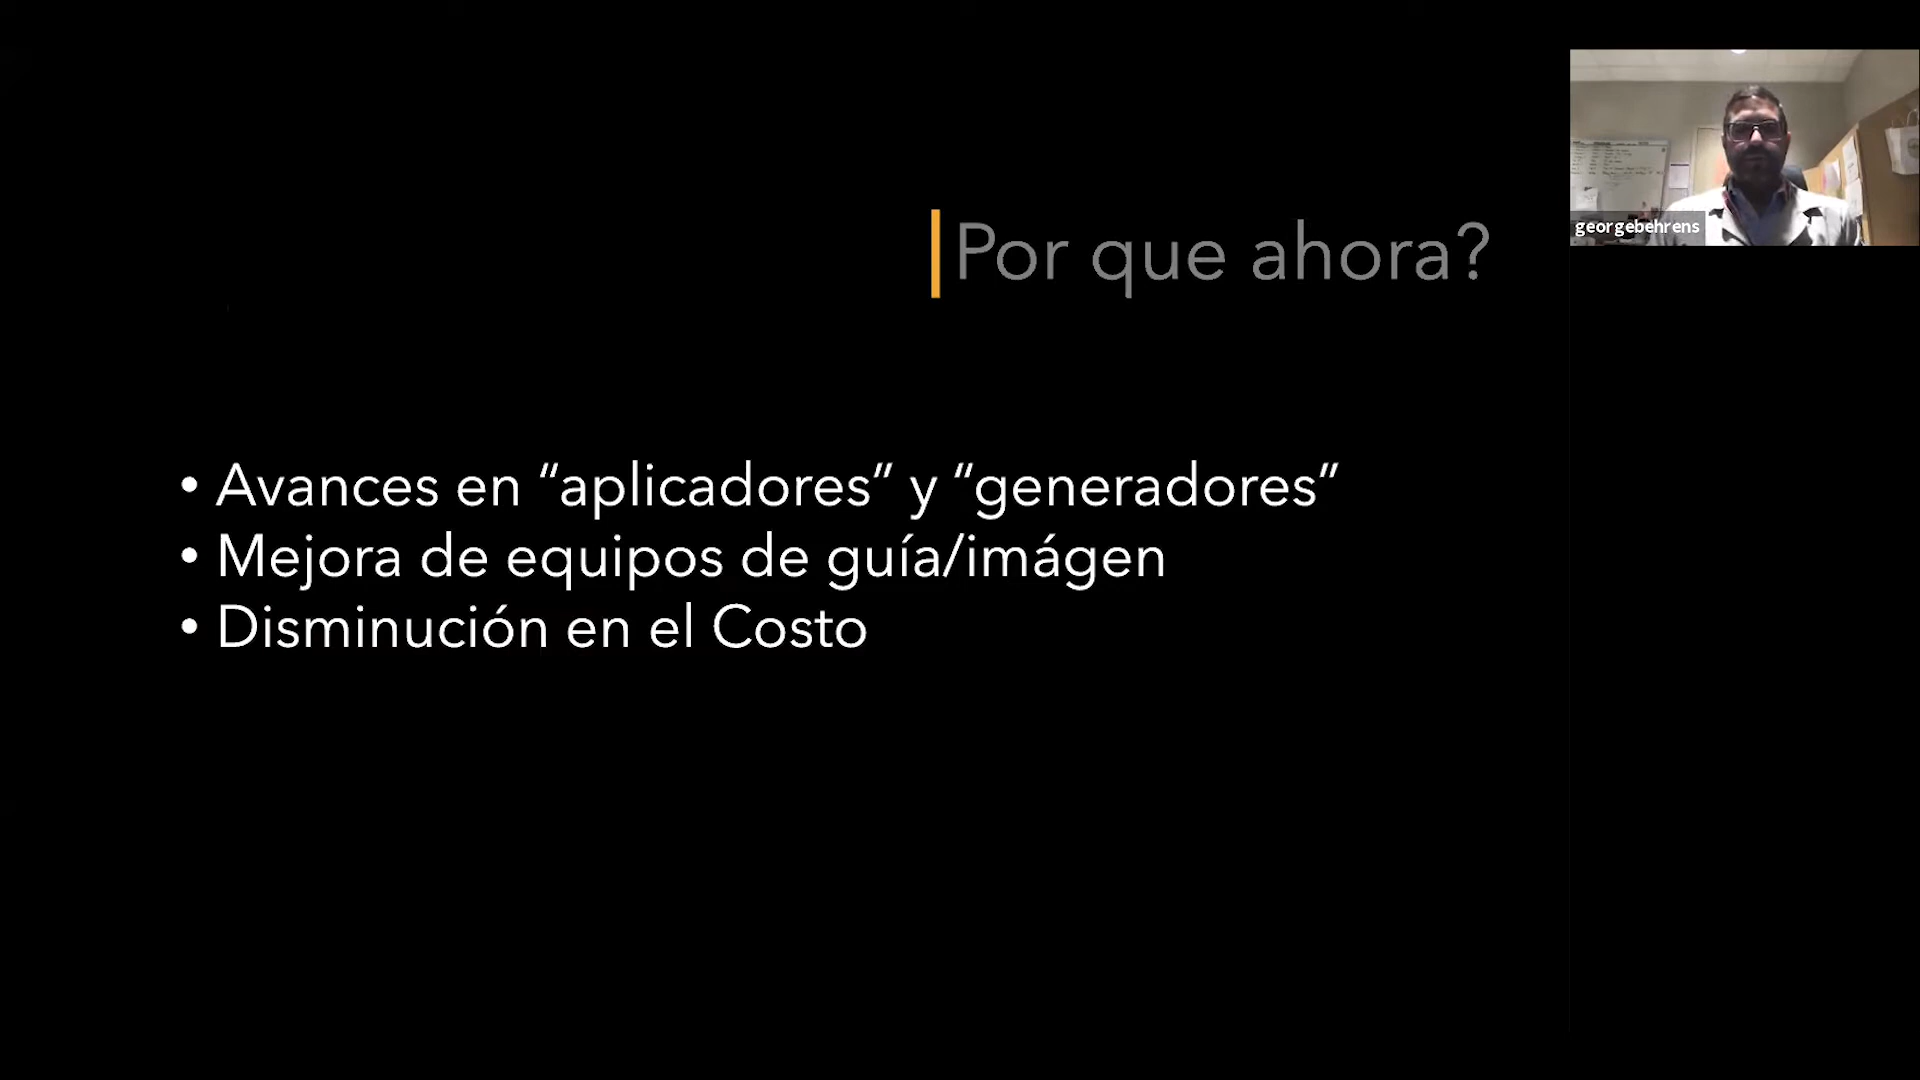 Por que ahora?
georgebehrens
• Avances en “aplicadores” y “generadores”
• Mejora de equipos de guía/imágen
• Disminución en el Costo